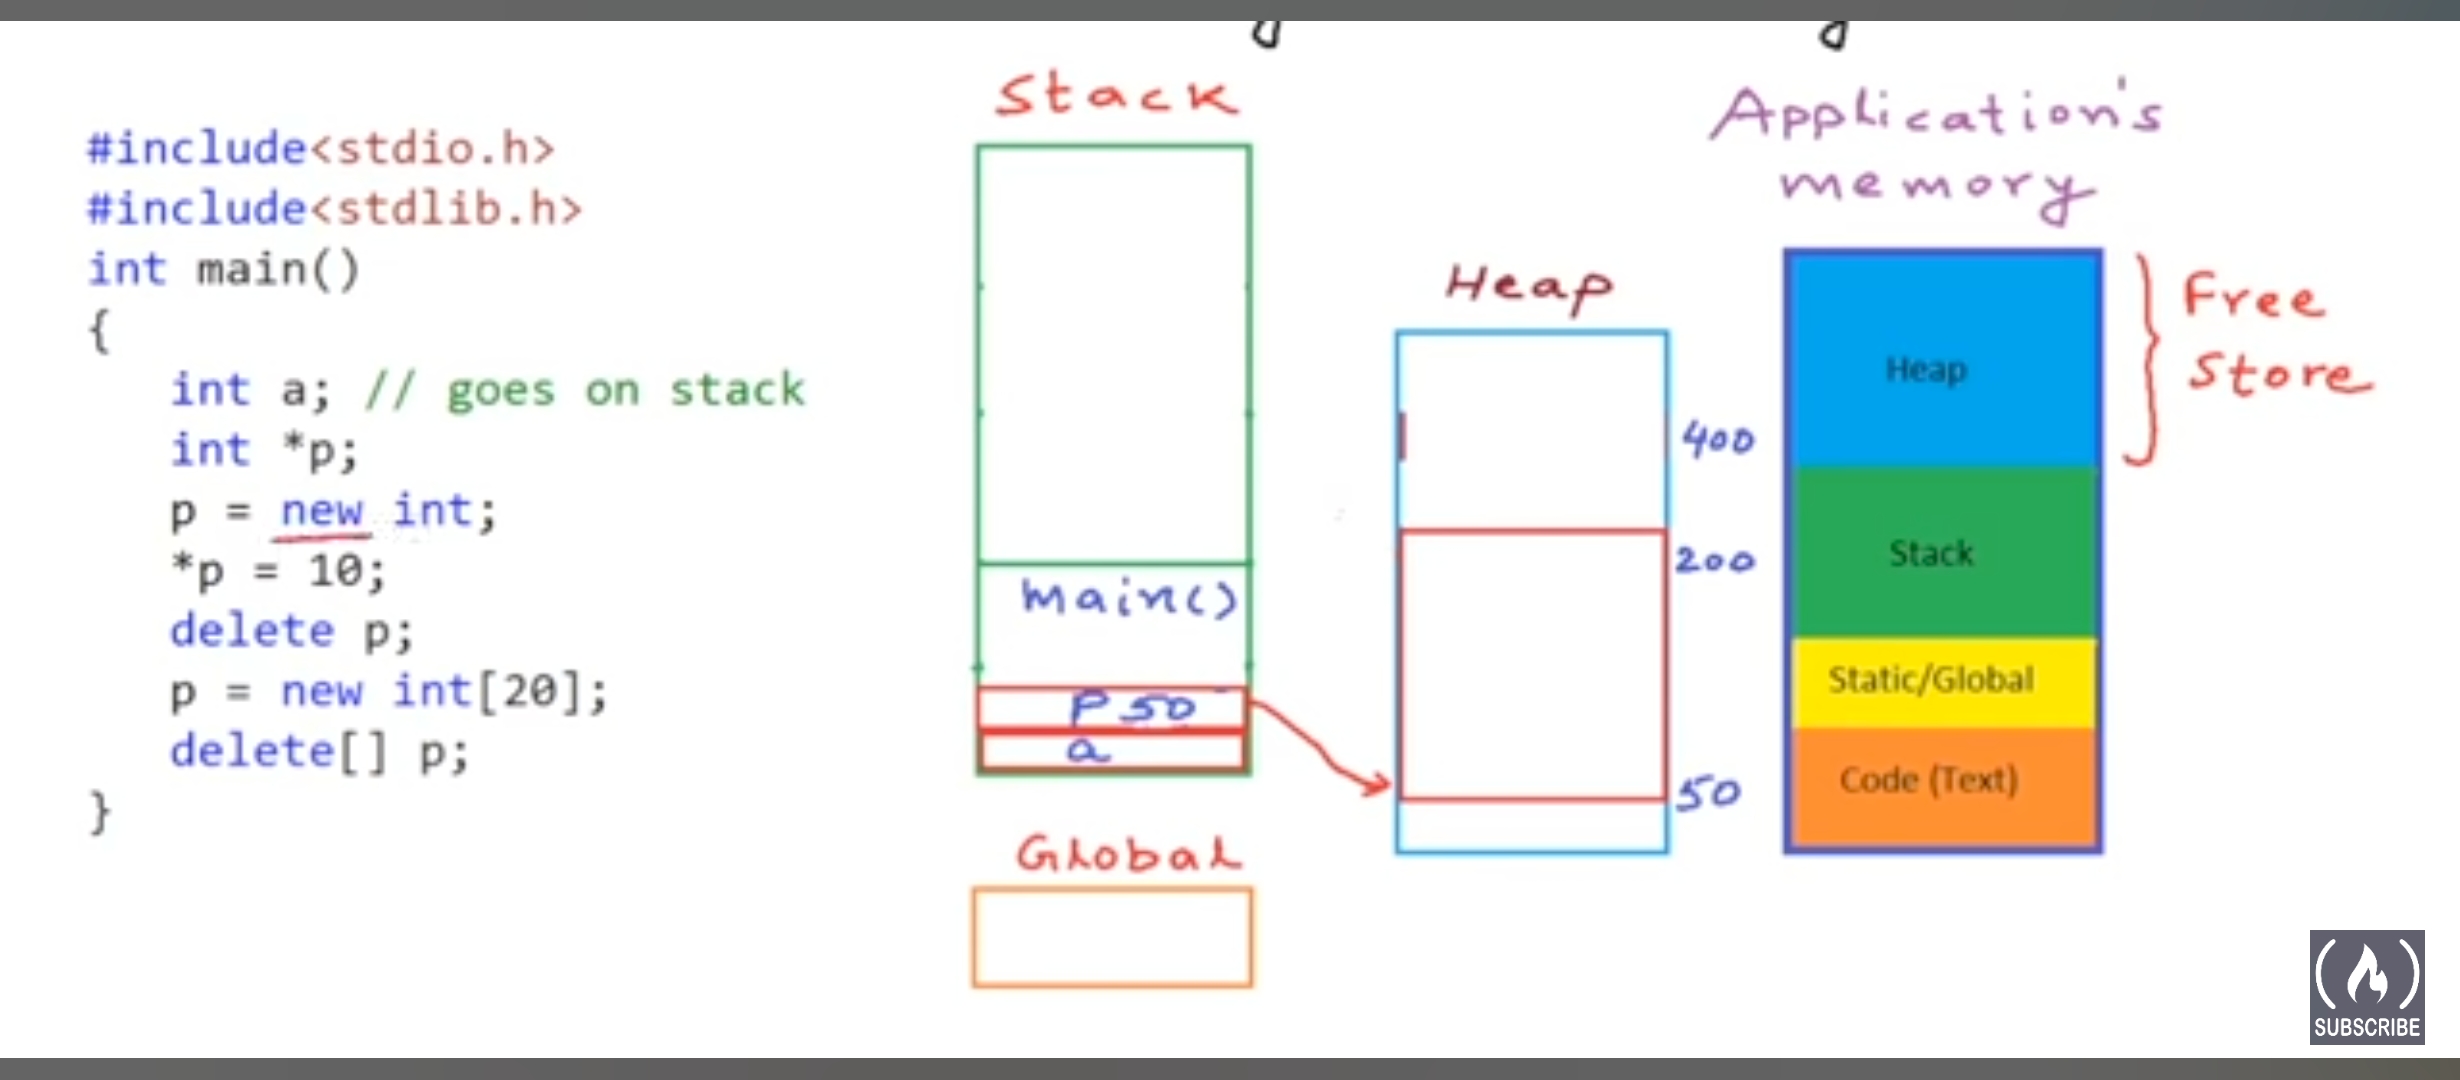 #include<stdio.h>
#include<stdlib.h>
int main()
{
int a; // goes on stack
int *p;
p = new int;
*p = 10;
delete p;
p = new int[20];
delete[] p;
}
Stack
main()
P 50
a
Global
Heap
400
200
50
Application's
memory
Heap
Stack
Static/Global
Code (Text)
Free
Store
SUBSCRIBE